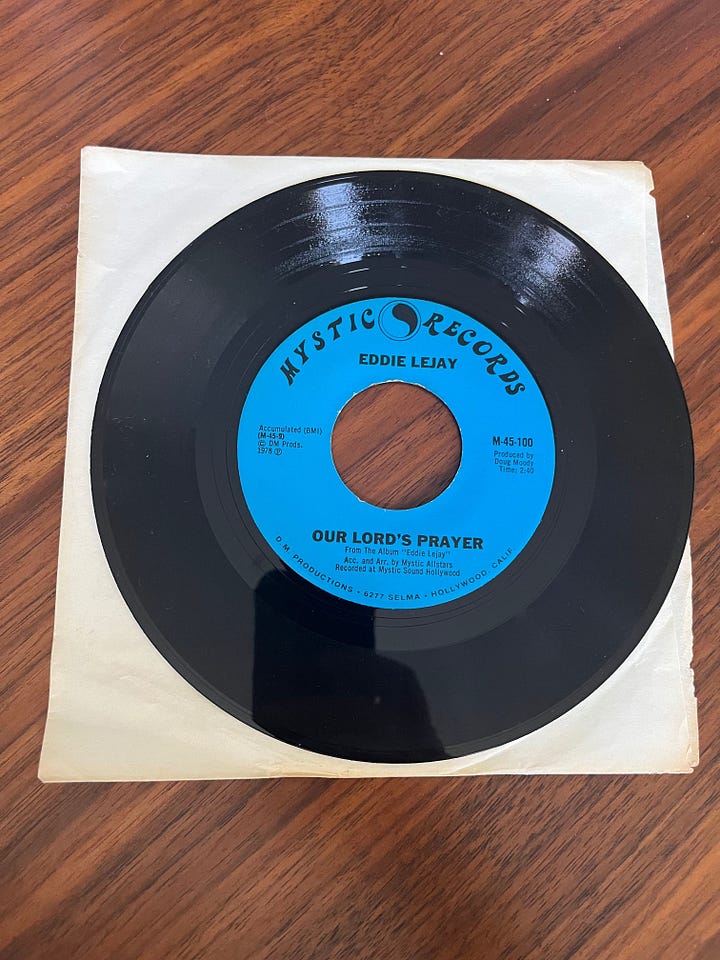 MYSTIC RECORDS
EDDIE LEJAY
Accumulated (BMI)
(M-45-9)
© DM Prods.
1978 ℗
M-45-100
Produced by
Doug Moody
Time: 2:40
OUR LORD'S PRAYER
From The Album "Eddie Lejay"
Acc. and Arr. by Mystic Allstars
Recorded at Mystic Sound Hollywood
D.M. PRODUCTIONS - 6277 SELMA - HOLLYWOOD, CALIF.